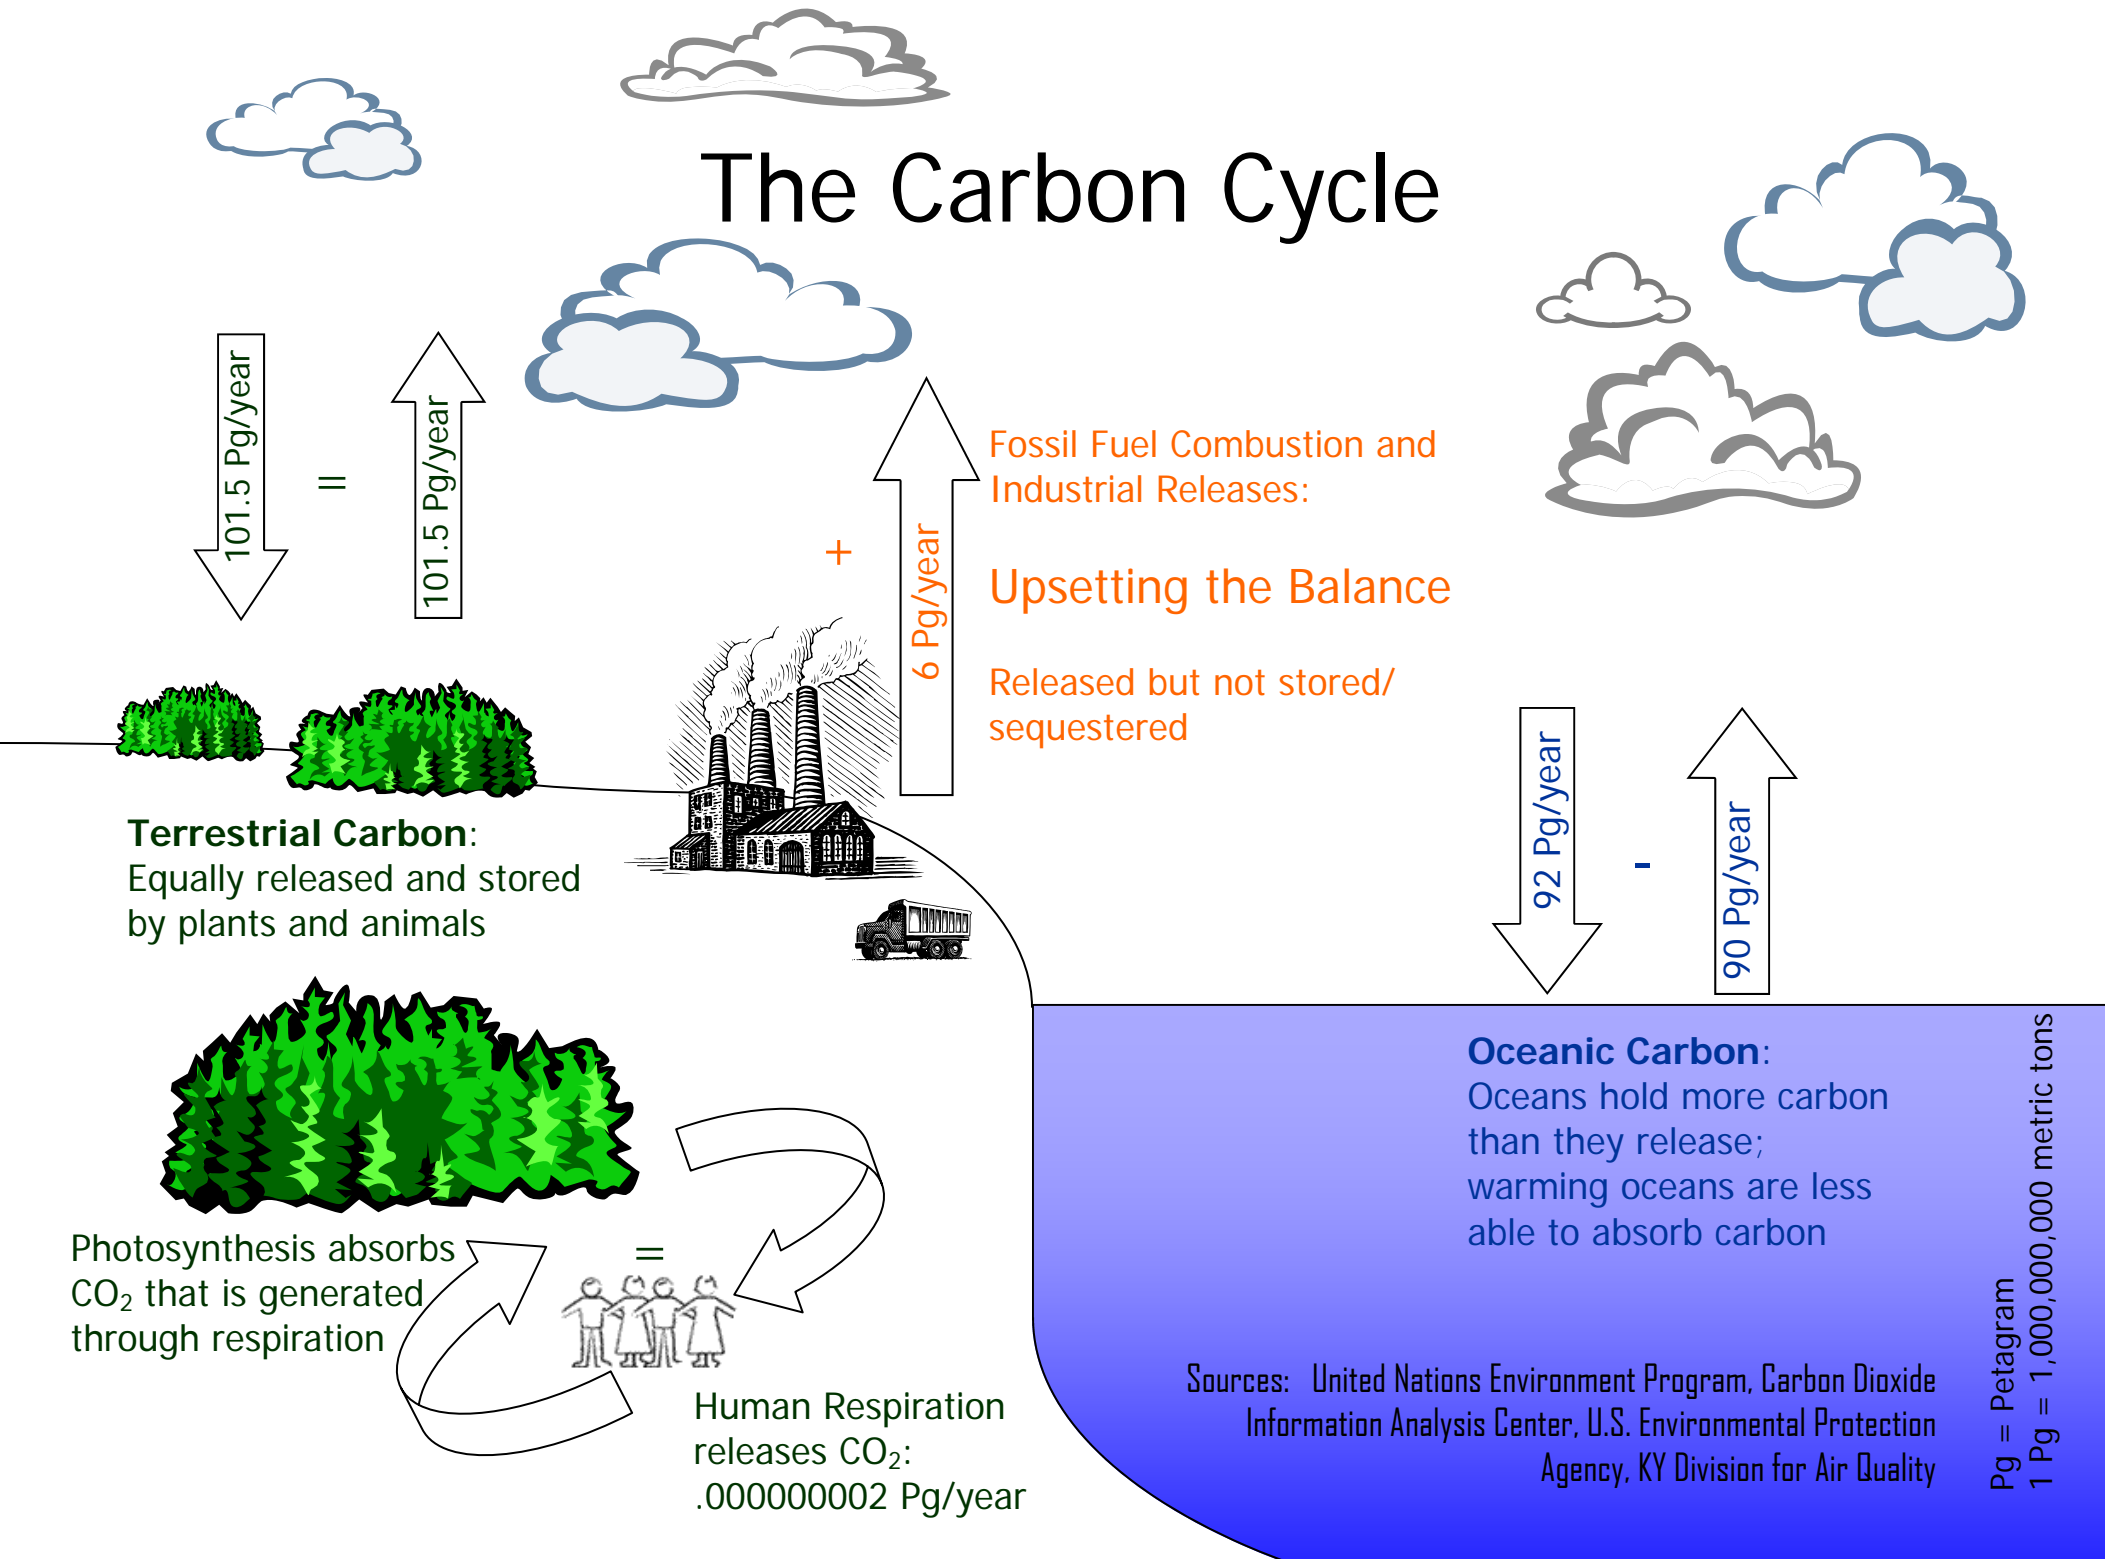 The Carbon Cycle
101.5 Pg/year
=
101.5 Pg/year
+
6 Pg/year
Fossil Fuel Combustion and
Industrial Releases:
Upsetting the Balance
Released but not stored/
sequestered
92 Pg/year
-
90 Pg/year
Terrestrial Carbon:
Equally released and stored
by plants and animals
Oceanic Carbon:
Oceans hold more carbon
than they release;
warming oceans are less
able to absorb carbon
Photosynthesis absorbs
CO₂ that is generated
through respiration
=
Human Respiration
releases CO₂:
.000000002 Pg/year
Sources: United Nations Environment Program, Carbon Dioxide
Information Analysis Center, U.S. Environmental Protection
Agency, KY Division for Air Quality
Pg = Petagram
1 Pg = 1,000,000,000 metric tons